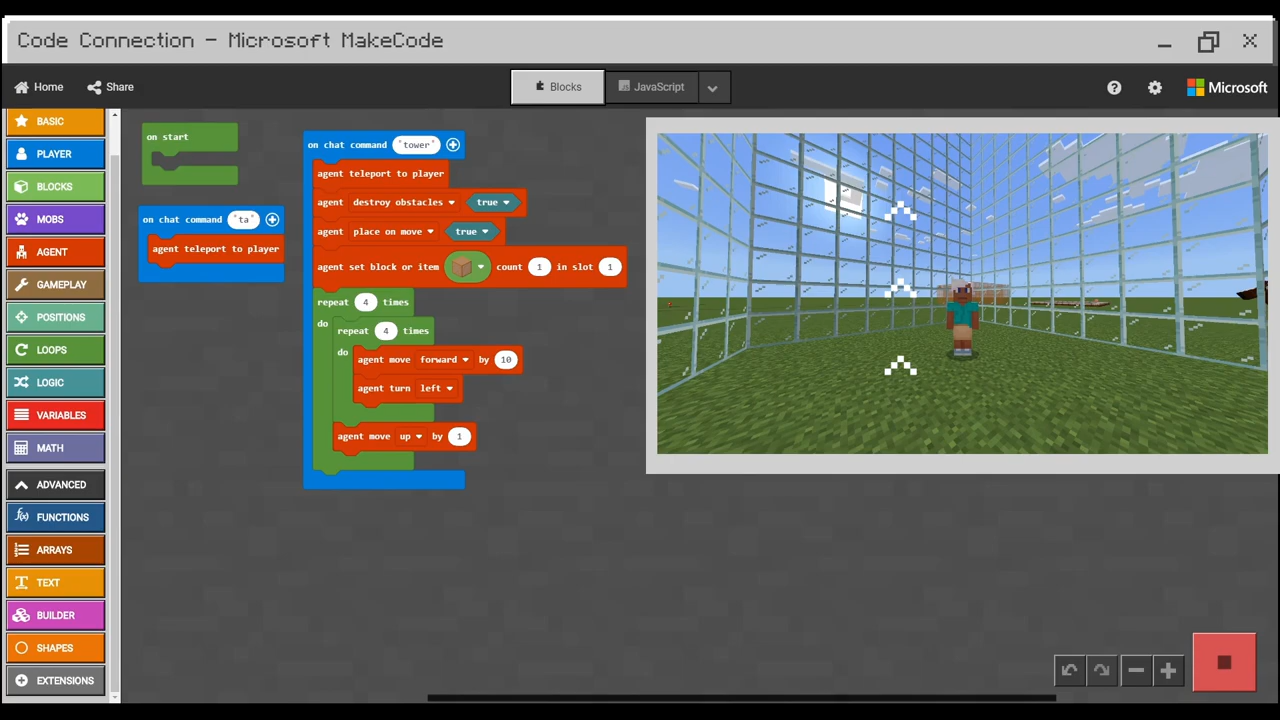 Code Connection - Microsoft MakeCode
Home
Share
Blocks
JavaScript
Microsoft
BASIC
PLAYER
BLOCKS
MOBS
AGENT
GAMEPLAY
POSITIONS
LOOPS
LOGIC
VARIABLES
MATH
ADVANCED
FUNCTIONS
ARRAYS
TEXT
BUILDER
SHAPES
EXTENSIONS
on start
on chat command "ta
agent teleport to player
on chat command "tower"
agent teleport to player
agent destroy obstacles true
agent place on move true
agent set block or item count 1 in slot 1
repeat 4 times
do
repeat 4 times
do
agent move forward by 10
agent turn left
agent move up by 1